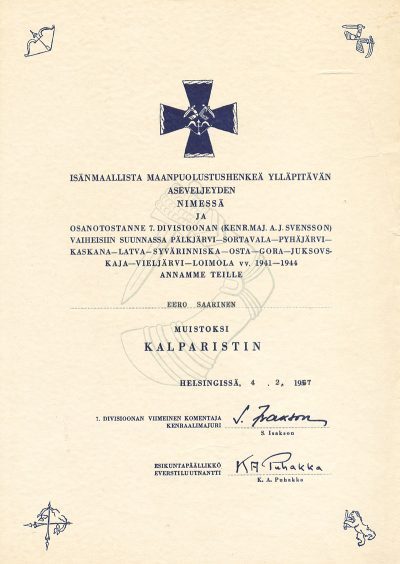 ISÄNMAALLISTA MAANPUOLUSTUSHENKEÄ YLLÄPITÄVÄN
ASEVELJEYDEN
NIMESSÄ
JA
OSANOTOSTANNE 7. DIVISIOONAN (KENR.MAJ. A.J. SVENSSON)
VAIHEISIIN SUUNNASSA PÄLKJÄRVI—SORTAVALA—PYHÄJÄRVI—
KASKANA—LATVA—SYVÄRINNISKA—OSTA—GORA—JUKSOVS-
KAJA—VIELJÄRVI—LOIMOLA vv. 1941—1944
ANNAMME TEILLE
EERO SAARINEN
MUISTOKSI
KALPARISTIN
HELSINGISSÄ, 4 . 2, 1957
7. DIVISIOONAN VIIMEINEN KOMENTAJA
KENRAALIMAJURI
S. Isakson
S. Isakson
ESIKUNTAPÄÄLLIKKÖ
EVERSTILUUTNANTTI
KA Puhakka
K. A. Puhakka